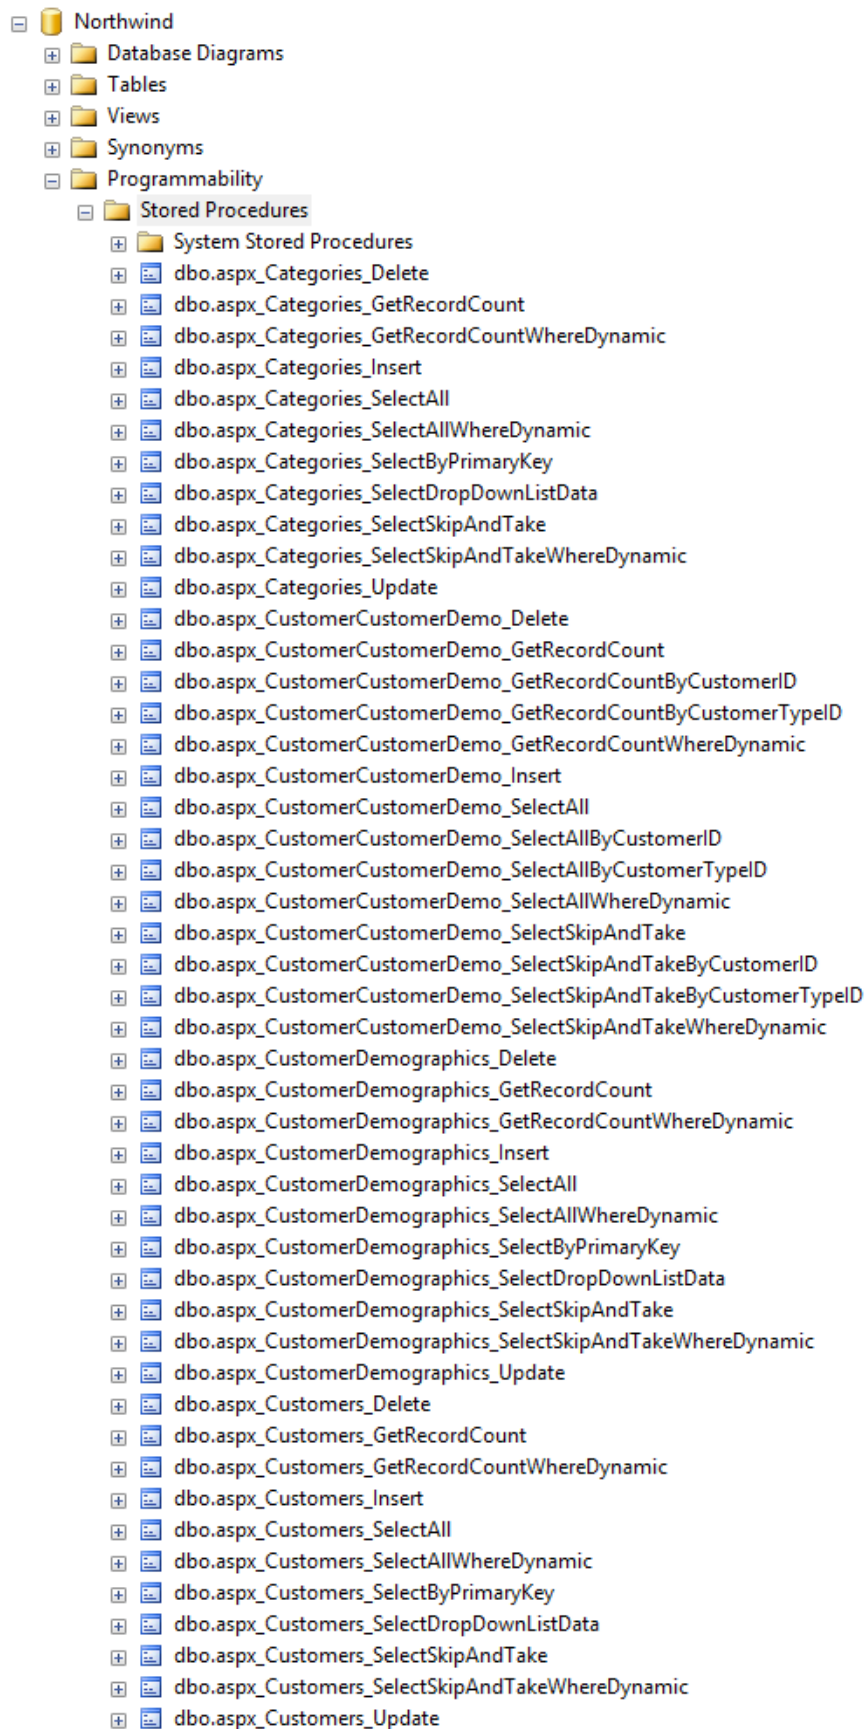 Northwind
Database Diagrams
Tables
Views
Synonyms
Programmability
Stored Procedures
System Stored Procedures
dbo.aspx_Categories_Delete
dbo.aspx_Categories_GetRecordCount
dbo.aspx_Categories_GetRecordCountWhereDynamic
dbo.aspx_Categories_Insert
dbo.aspx_Categories_SelectAll
dbo.aspx_Categories_SelectAllWhereDynamic
dbo.aspx_Categories_SelectByPrimaryKey
dbo.aspx_Categories_SelectDropDownListData
dbo.aspx_Categories_SelectSkipAndTake
dbo.aspx_Categories_SelectSkipAndTakeWhereDynamic
dbo.aspx_Categories_Update
dbo.aspx_CustomerCustomerDemo_Delete
dbo.aspx_CustomerCustomerDemo_GetRecordCount
dbo.aspx_CustomerCustomerDemo_GetRecordCountByCustomerID
dbo.aspx_CustomerCustomerDemo_GetRecordCountByCustomerTypeID
dbo.aspx_CustomerCustomerDemo_GetRecordCountWhereDynamic
dbo.aspx_CustomerCustomerDemo_Insert
dbo.aspx_CustomerCustomerDemo_SelectAll
dbo.aspx_CustomerCustomerDemo_SelectAllByCustomerID
dbo.aspx_CustomerCustomerDemo_SelectAllByCustomerTypeID
dbo.aspx_CustomerCustomerDemo_SelectAllWhereDynamic
dbo.aspx_CustomerCustomerDemo_SelectSkipAndTake
dbo.aspx_CustomerCustomerDemo_SelectSkipAndTakeByCustomerID
dbo.aspx_CustomerCustomerDemo_SelectSkipAndTakeByCustomerTypeID
dbo.aspx_CustomerCustomerDemo_SelectSkipAndTakeWhereDynamic
dbo.aspx_CustomerDemographics_Delete
dbo.aspx_CustomerDemographics_GetRecordCount
dbo.aspx_CustomerDemographics_GetRecordCountWhereDynamic
dbo.aspx_CustomerDemographics_Insert
dbo.aspx_CustomerDemographics_SelectAll
dbo.aspx_CustomerDemographics_SelectAllWhereDynamic
dbo.aspx_CustomerDemographics_SelectByPrimaryKey
dbo.aspx_CustomerDemographics_SelectDropDownListData
dbo.aspx_CustomerDemographics_SelectSkipAndTake
dbo.aspx_CustomerDemographics_SelectSkipAndTakeWhereDynamic
dbo.aspx_CustomerDemographics_Update
dbo.aspx_Customers_Delete
dbo.aspx_Customers_GetRecordCount
dbo.aspx_Customers_GetRecordCountWhereDynamic
dbo.aspx_Customers_Insert
dbo.aspx_Customers_SelectAll
dbo.aspx_Customers_SelectAllWhereDynamic
dbo.aspx_Customers_SelectByPrimaryKey
dbo.aspx_Customers_SelectDropDownListData
dbo.aspx_Customers_SelectSkipAndTake
dbo.aspx_Customers_SelectSkipAndTakeWhereDynamic
dbo.aspx_Customers_Update